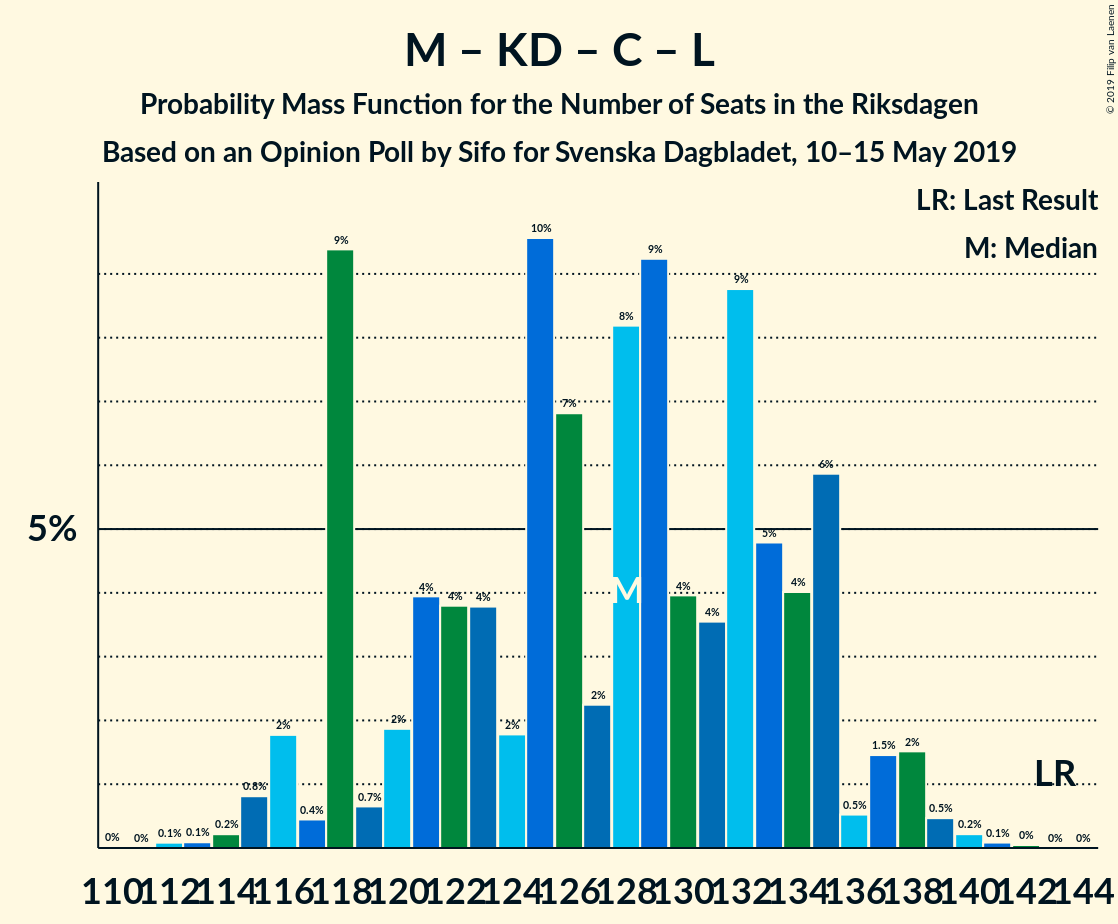 M – KD – C – L
Probability Mass Function for the Number of Seats in the Riksdagen
Based on an Opinion Poll by Sifo for Svenska Dagbladet, 10–15 May 2019
© 2019 Filip van Laenen
LR: Last Result
M: Median
5%
0% 0% 0.1% 0.1% 0.2% 0.8% 2% 0.4% 9% 0.7% 2% 4% 4% 4% 2% 10% 7% 2% 8% 9% 4% 4% 9% 5% 4% 6% 0.5% 1.5% 2% 0.5% 0.2% 0.1% 0% 0% 0%
M
LR
110 112 114 116 118 120 122 124 126 128 130 132 134 136 138 140 142 144